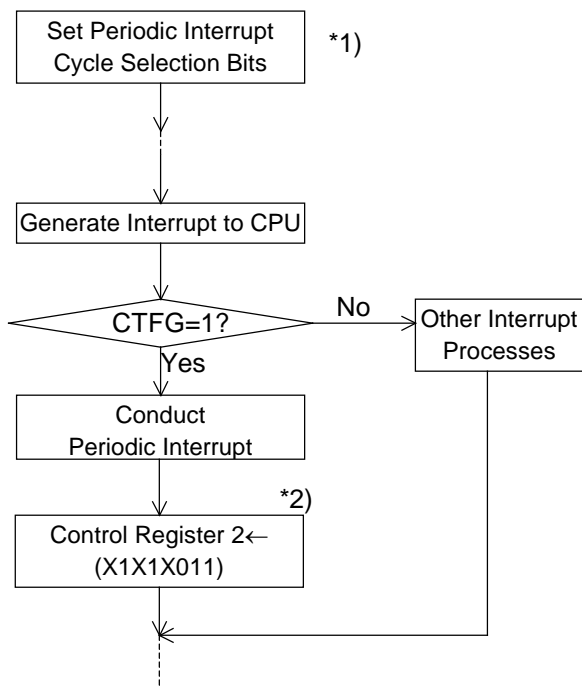 Set Periodic Interrupt
Cycle Selection Bits
*1)
Generate Interrupt to CPU
CTFG=1?
No
Other Interrupt
Processes
Yes
Conduct
Periodic Interrupt
*2)
Control Register 2←
(X1X1X011)